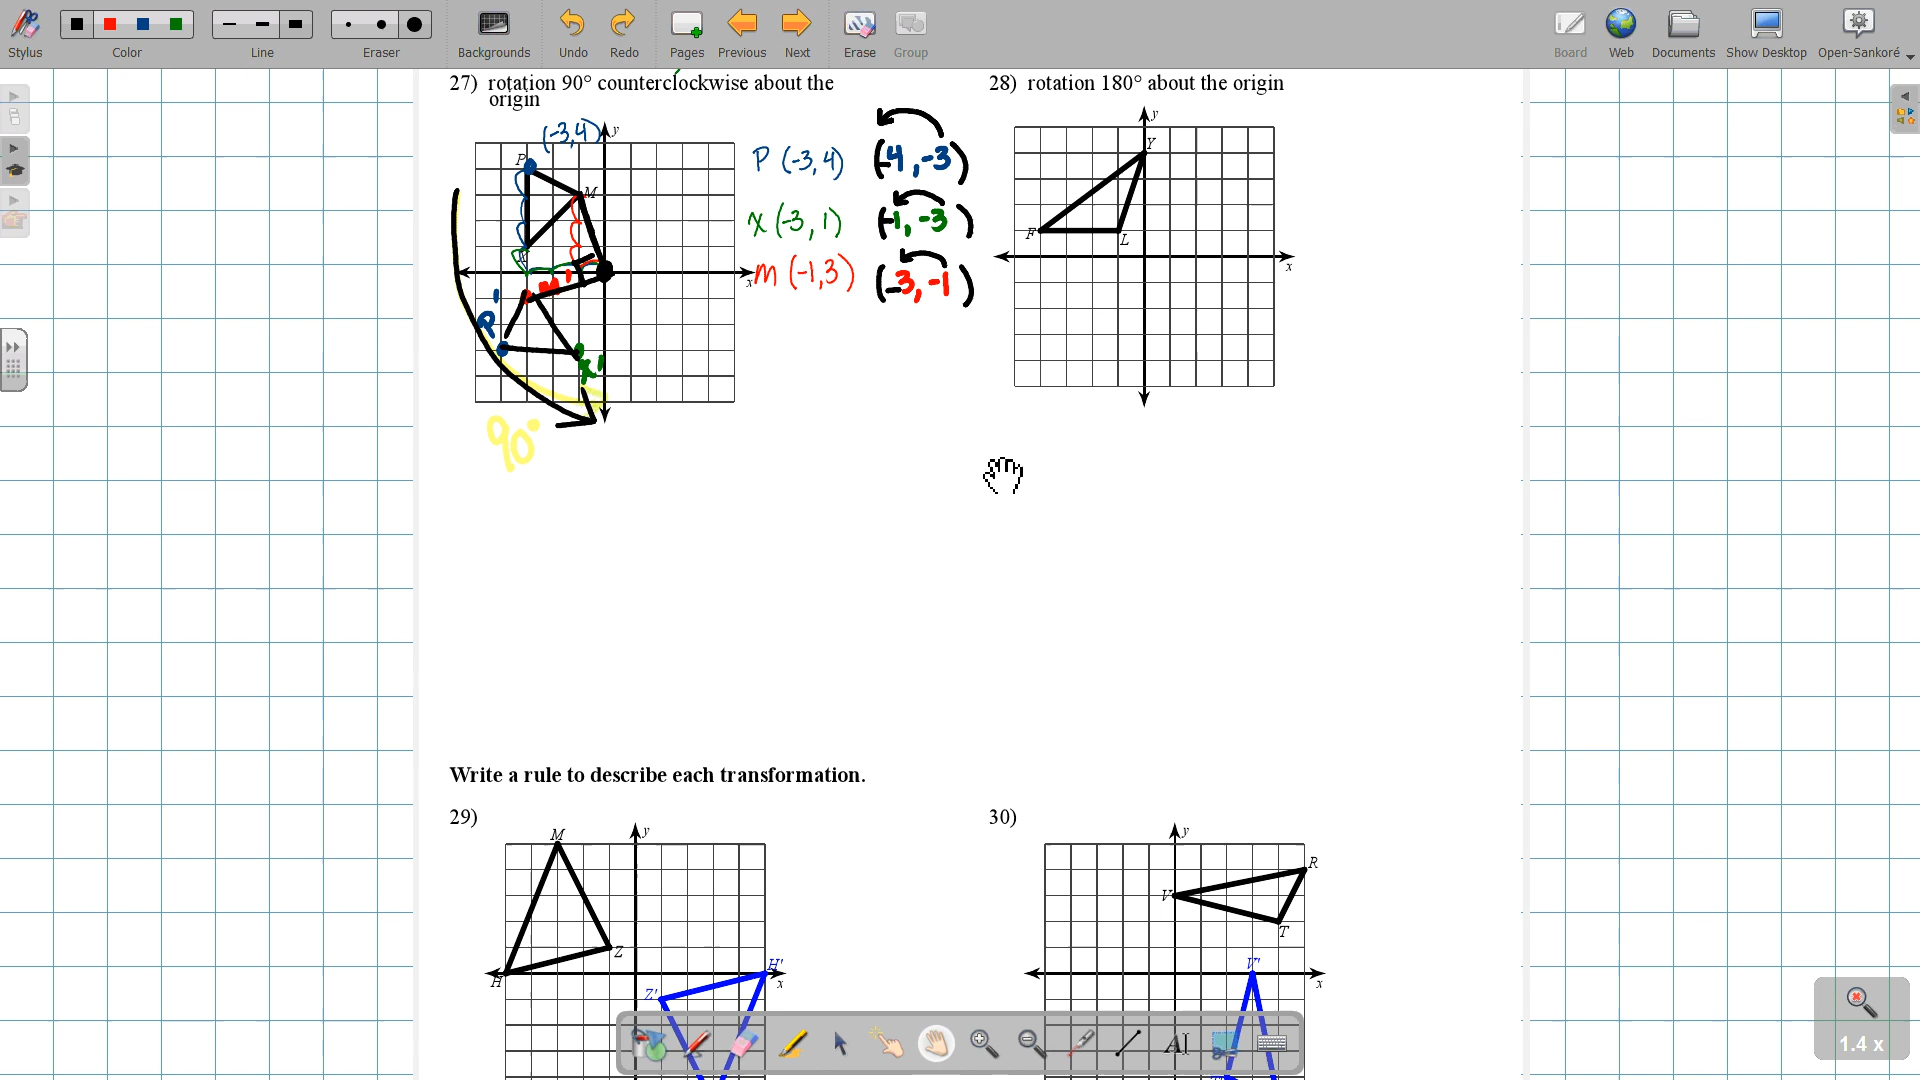 Stylus Color Line Eraser Backgrounds Undo Redo Pages Previous Next Erase Group Board Web Documents Show Desktop Open-Sankoré
27) rotation 90° counterclockwise about the
origin
28) rotation 180° about the origin
(-3,4)
y
P
M
x
M'
P'
X'
90°
P (-3,4) (-4,-3)
X (-3,1) (-1,-3)
M (-1,3) (-3,-1)
y
Y
F
L
x
Write a rule to describe each transformation.
29)
M
y
Z
H
H'
x
Z'
30)
y
R
V
T
V'
x
1.4 x